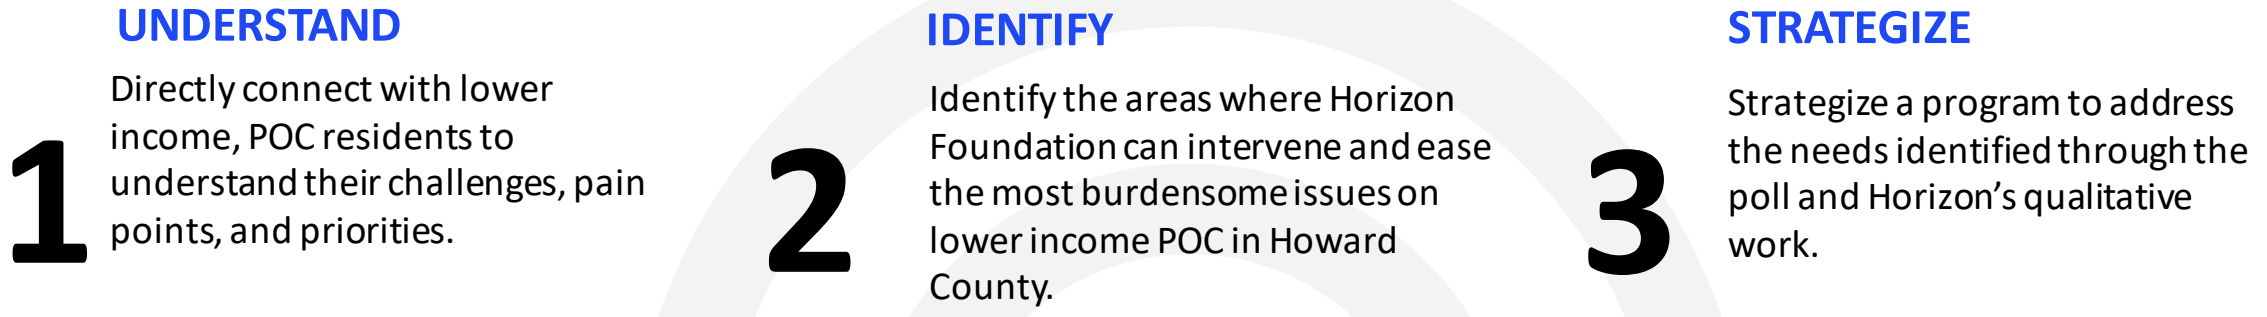 UNDERSTAND
1
Directly connect with lower
income, POC residents to
understand their challenges, pain
points, and priorities.
IDENTIFY
2
Identify the areas where Horizon
Foundation can intervene and ease
the most burdensome issues on
lower income POC in Howard
County.
STRATEGIZE
3
Strategize a program to address
the needs identified through the
poll and Horizon’s qualitative
work.